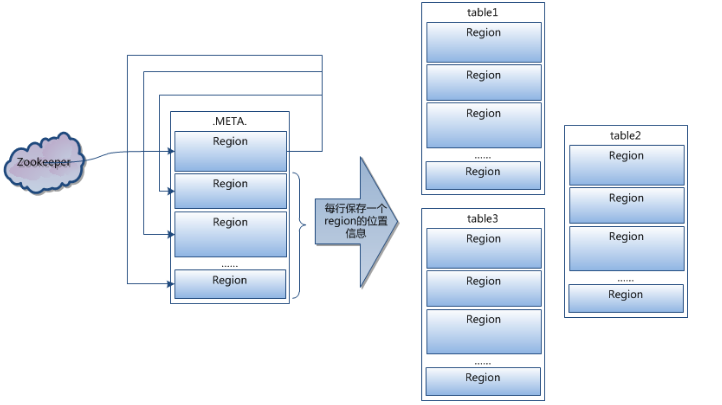 Zookeeper
.META.
Region
Region
Region
......
Region
每行保存一个
region的位置
信息
table1
Region
Region
Region
......
Region
table2
Region
Region
Region
......
Region
table3
Region
Region
Region
......
Region